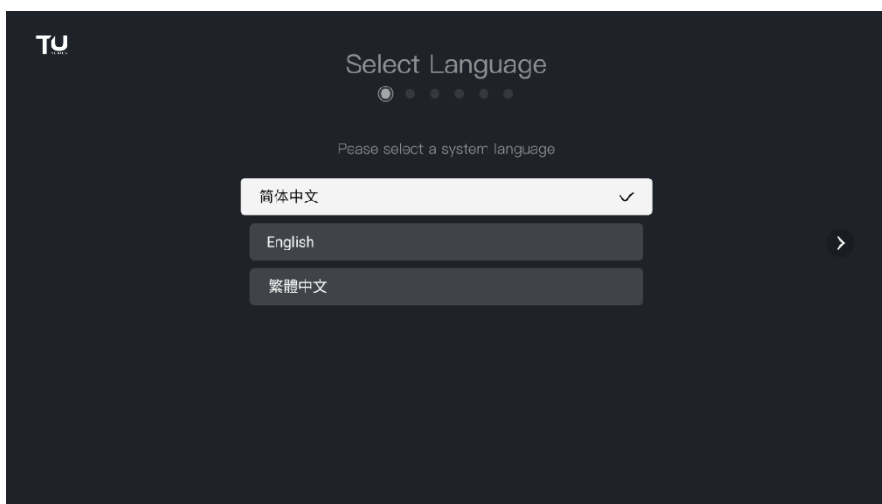 TU
Select Language
Pease select a system language
简体中文
English
繁體中文